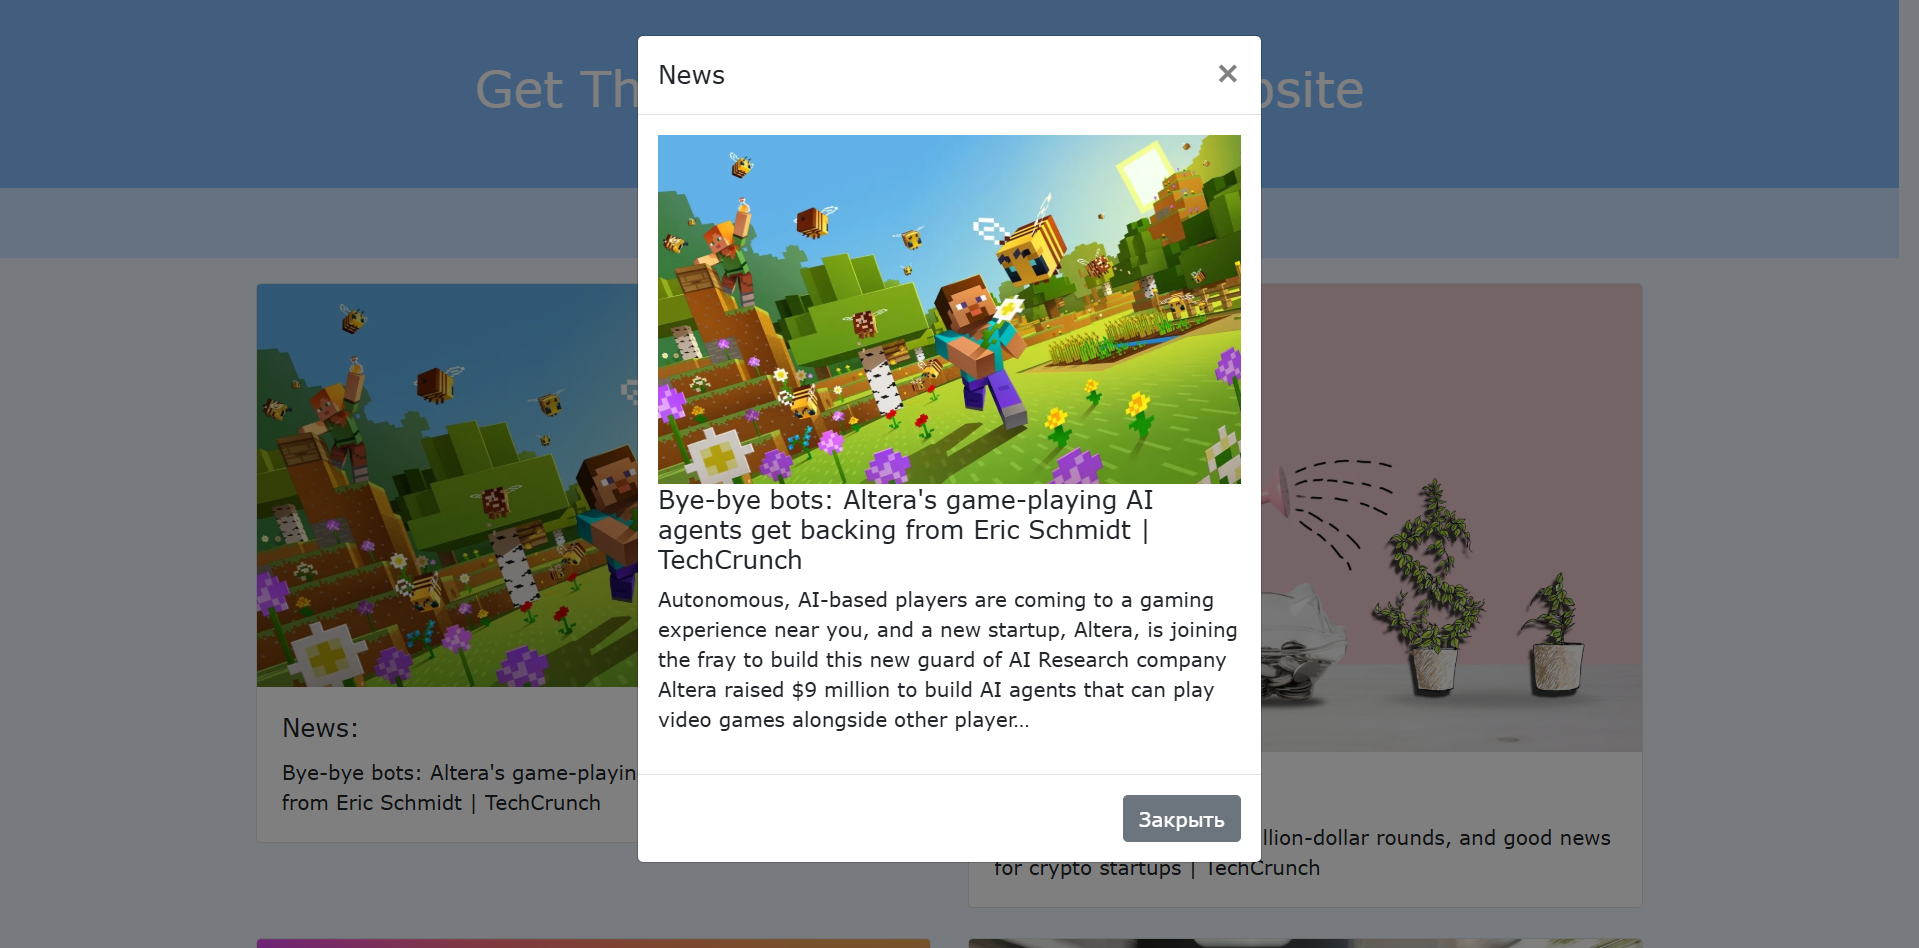 Get Th
osite
News
×
Bye-bye bots: Altera's game-playing AI
agents get backing from Eric Schmidt |
TechCrunch
Autonomous, AI-based players are coming to a gaming
experience near you, and a new startup, Altera, is joining
the fray to build this new guard of AI Research company
Altera raised $9 million to build AI agents that can play
video games alongside other player...
Закрыть
News:
Bye-bye bots: Altera's game-playin
from Eric Schmidt | TechCrunch
llion-dollar rounds, and good news
for crypto startups | TechCrunch